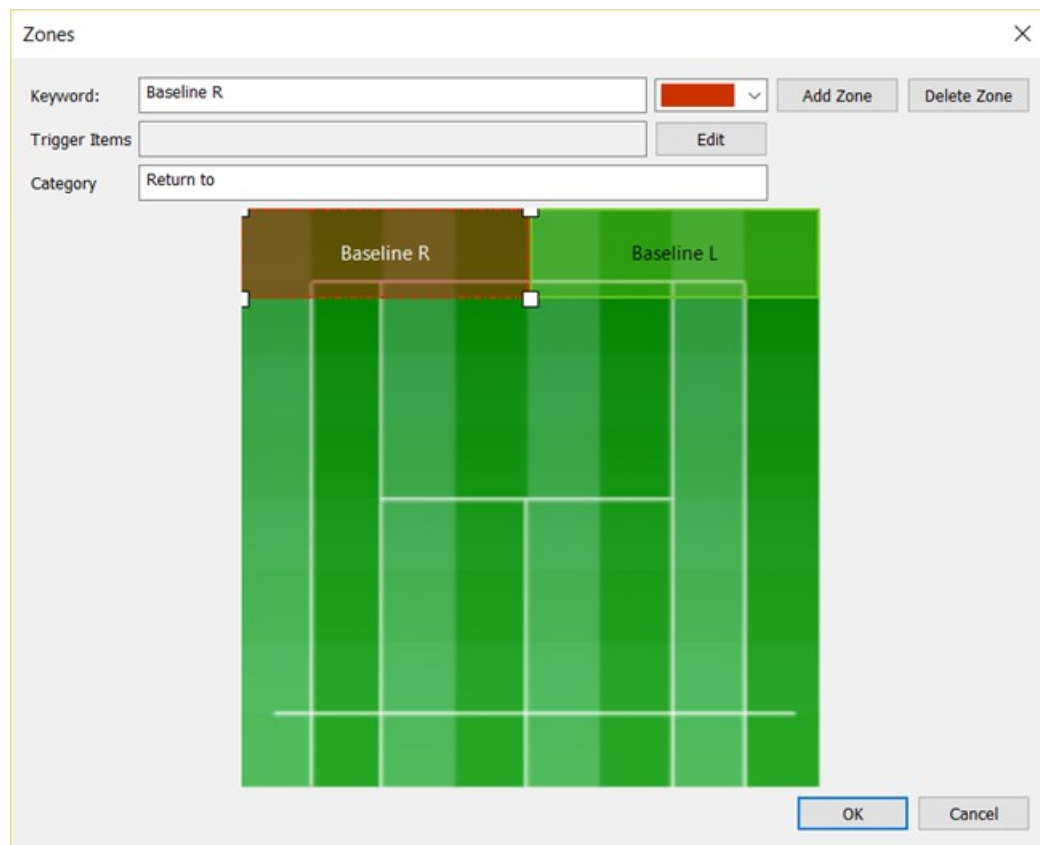 Zones
Keyword: Baseline R Add Zone Delete Zone
Trigger Items Edit
Category Return to
Baseline R Baseline L
OK Cancel